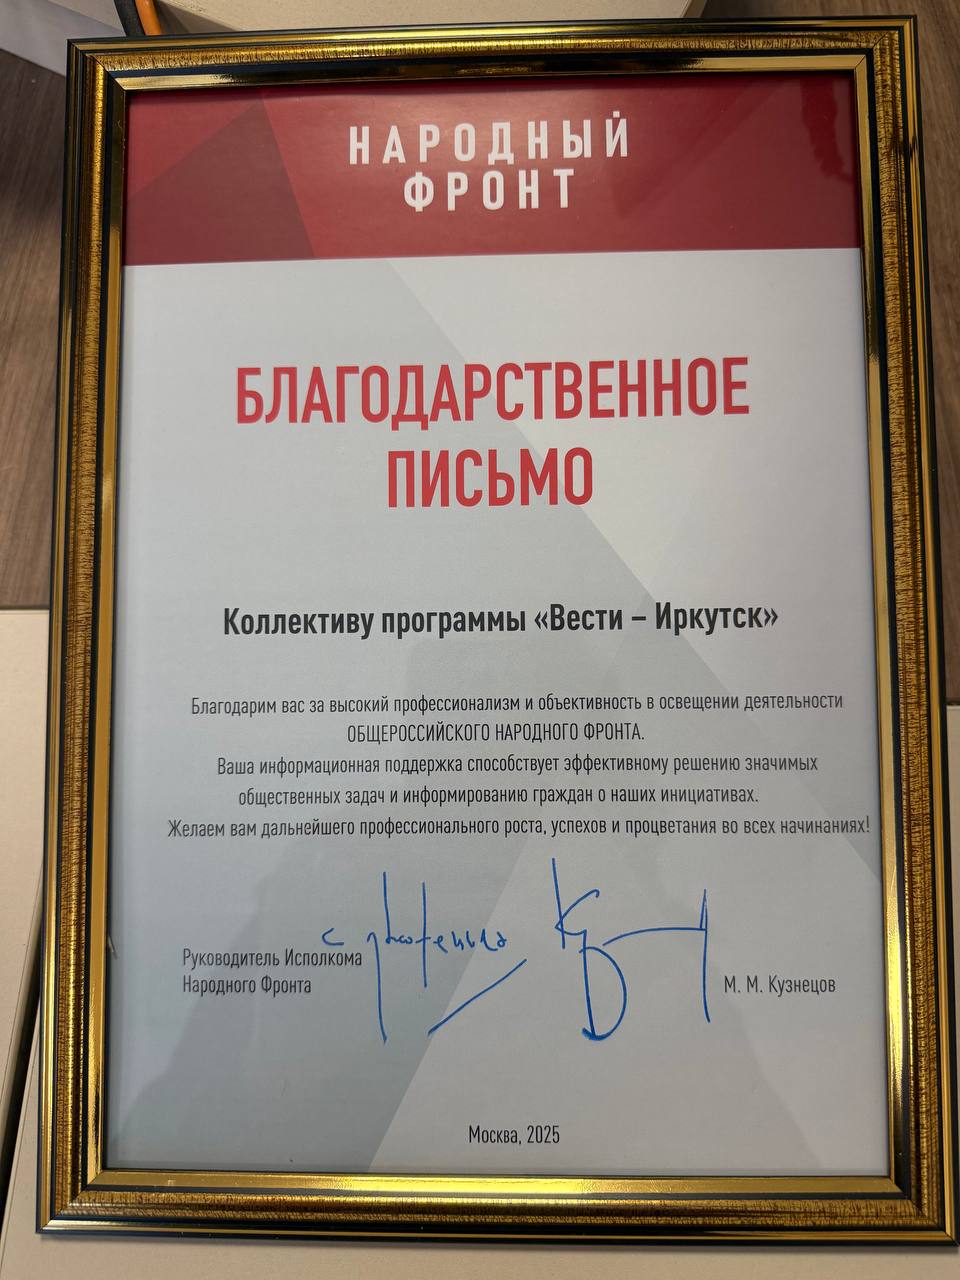 НАРОДНЫЙ
ФРОНТ
БЛАГОДАРСТВЕННОЕ
ПИСЬМО
Коллективу программы «Вести – Иркутск»
Благодарим вас за высокий профессионализм и объективность в освещении деятельности
ОБЩЕРОССИЙСКОГО НАРОДНОГО ФРОНТА.
Ваша информационная поддержка способствует эффективному решению значимых
общественных задач и информированию граждан о наших инициативах.
Желаем вам дальнейшего профессионального роста, успехов и процветания во всех начинаниях!
Руководитель Исполкома
Народного Фронта
М. М. Кузнецов
Москва, 2025